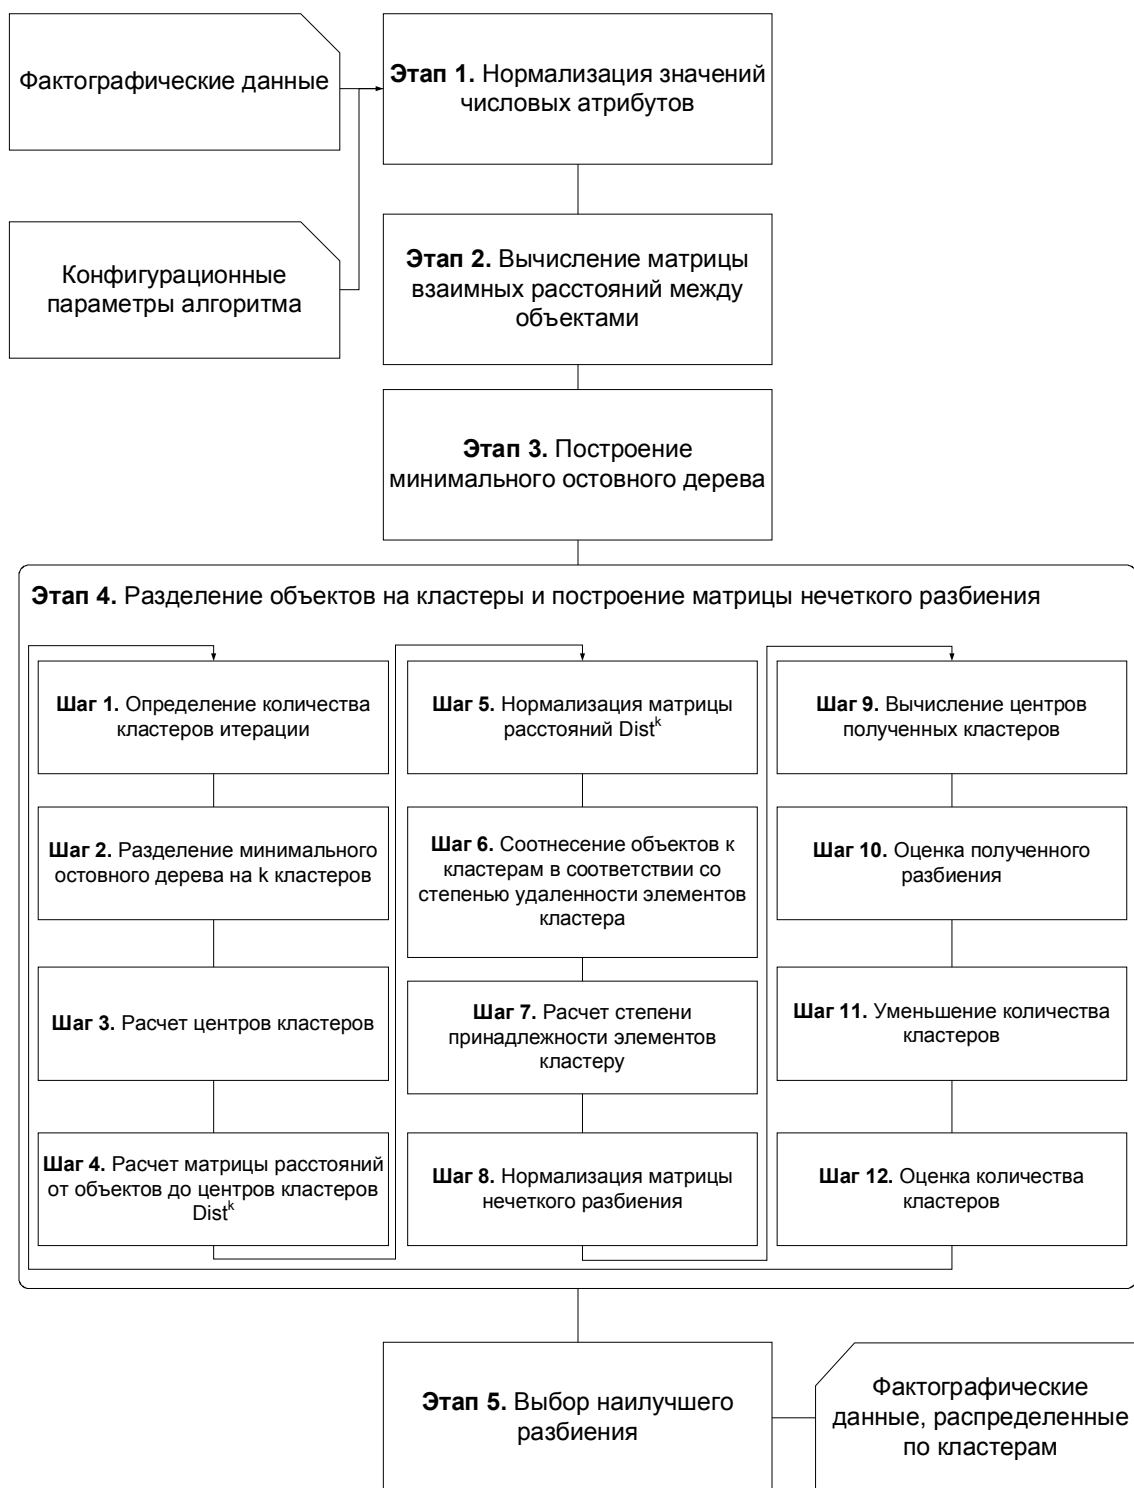 Фактографические данные
Этап 1. Нормализация значений
числовых атрибутов
Конфигурационные
параметры алгоритма
Этап 2. Вычисление матрицы
взаимных расстояний между
объектами
Этап 3. Построение
минимального остовного дерева
Этап 4. Разделение объектов на кластеры и построение матрицы нечеткого разбиения
Шаг 1. Определение количества
кластеров итерации
Шаг 2. Разделение минимального
остовного дерева на k кластеров
Шаг 3. Расчет центров кластеров
Шаг 4. Расчет матрицы расстояний
от объектов до центров кластеров
Dist^k
Шаг 5. Нормализация матрицы
расстояний Dist^k
Шаг 6. Соотнесение объектов к
кластерам в соответствии со
степенью удаленности элементов
кластера
Шаг 7. Расчет степени
принадлежности элементов
кластеру
Шаг 8. Нормализация матрицы
нечеткого разбиения
Шаг 9. Вычисление центров
полученных кластеров
Шаг 10. Оценка полученного
разбиения
Шаг 11. Уменьшение количества
кластеров
Шаг 12. Оценка количества
кластеров
Этап 5. Выбор наилучшего
разбиения
Фактографические
данные, распределенные
по кластерам